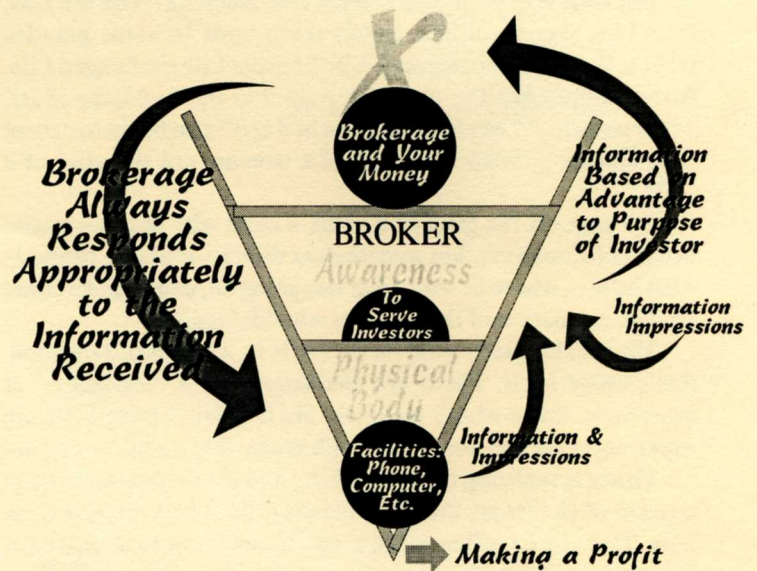 X
Brokerage
and Your
Money
Brokerage
Always
Responds
Appropriately
to the
Information
Received
Information
Based on
Advantage
to Purpose
of Investor
BROKER
Awareness
To
Serve
Investors
Information
Impressions
Physical
Body
Facilities:
Phone,
Computer,
Etc.
Information &
Impressions
Making a Profit